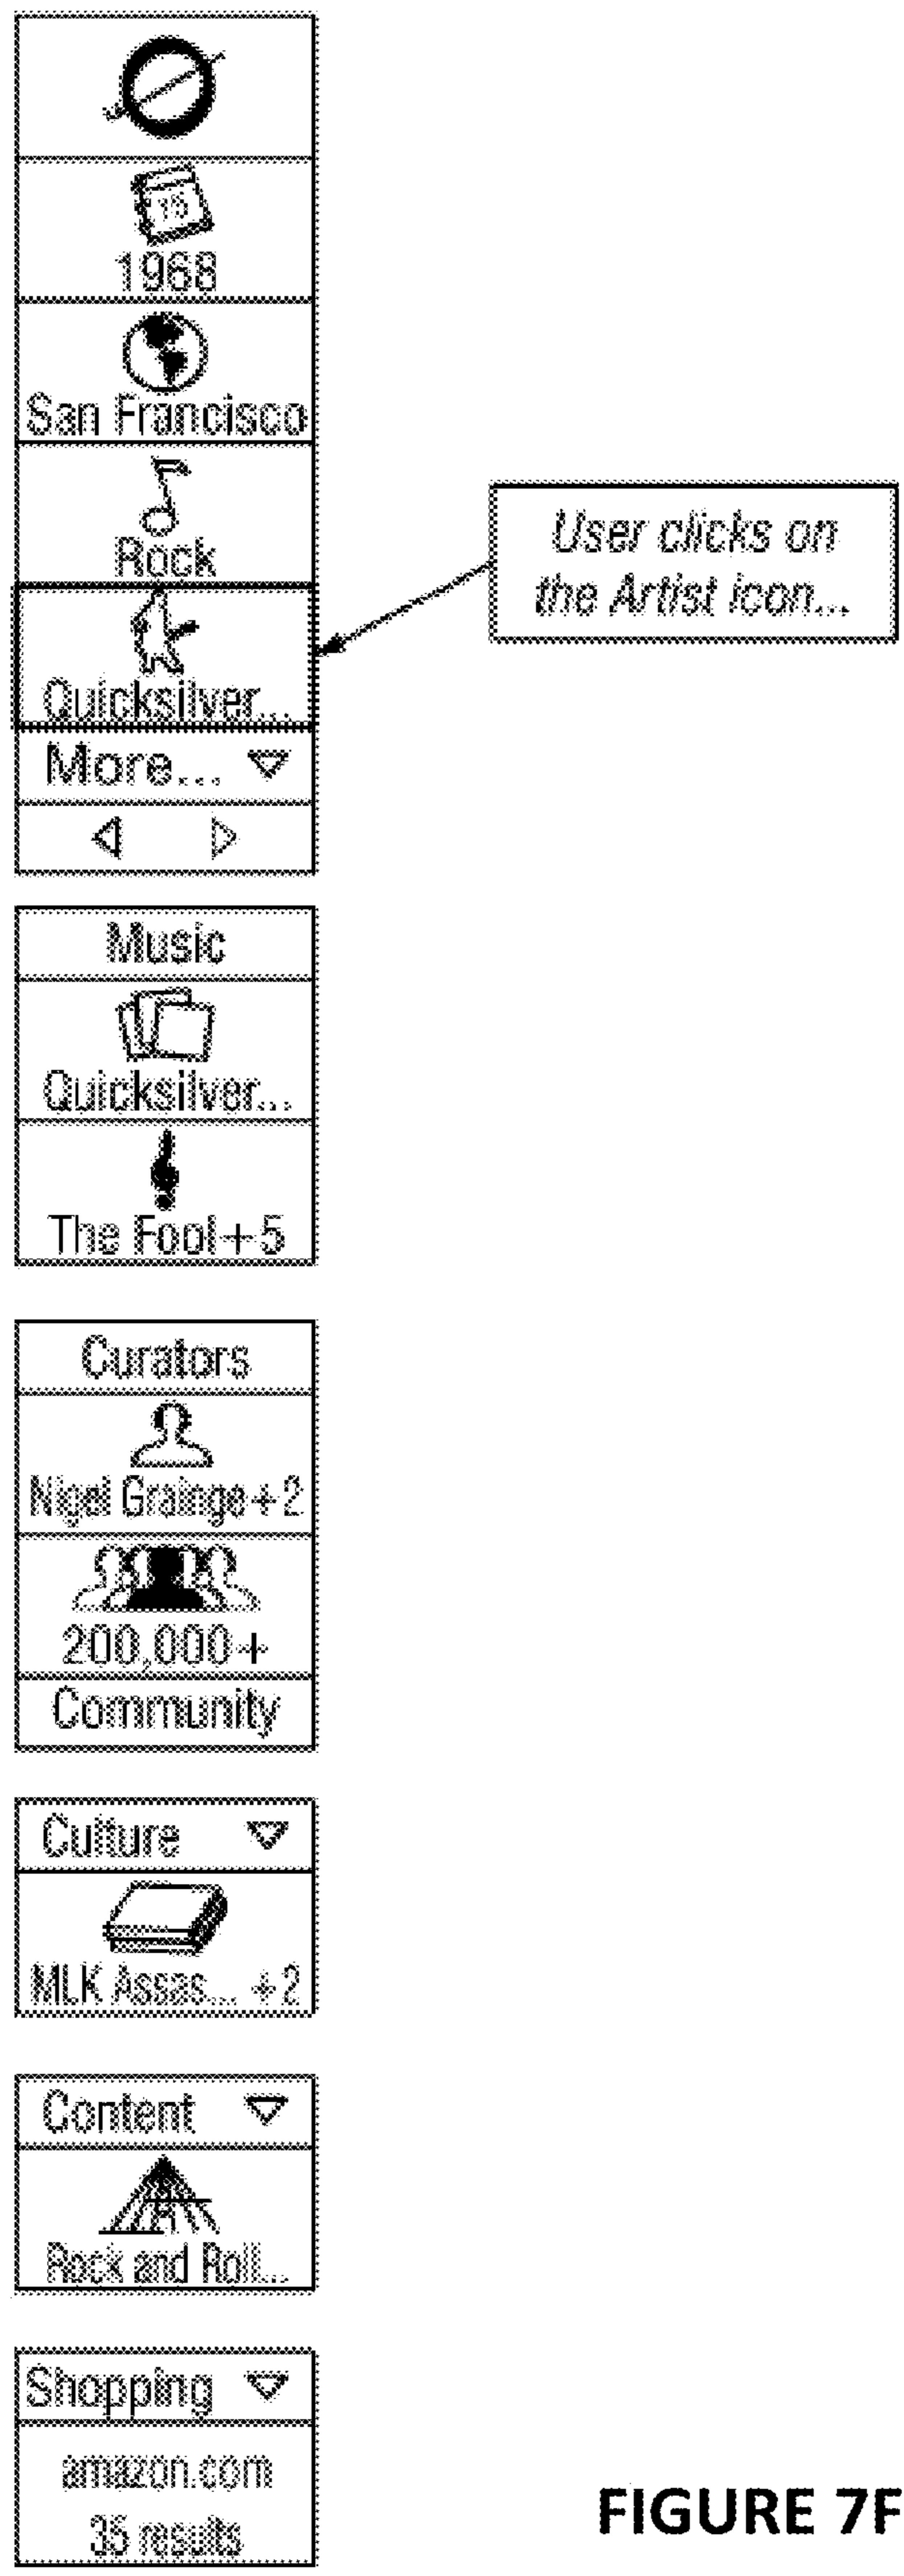 15
1968
San Francisco
Rock
User clicks on
the Artist icon...
Quicksilver...
More...
Music
Quicksilver...
The Fool+5
Curators
Nigel Grainge+2
200,000+
Community
Culture
MLK Assas... +2
Content
Rock and Roll...
Shopping
amazon.com
35 results
FIGURE 7F